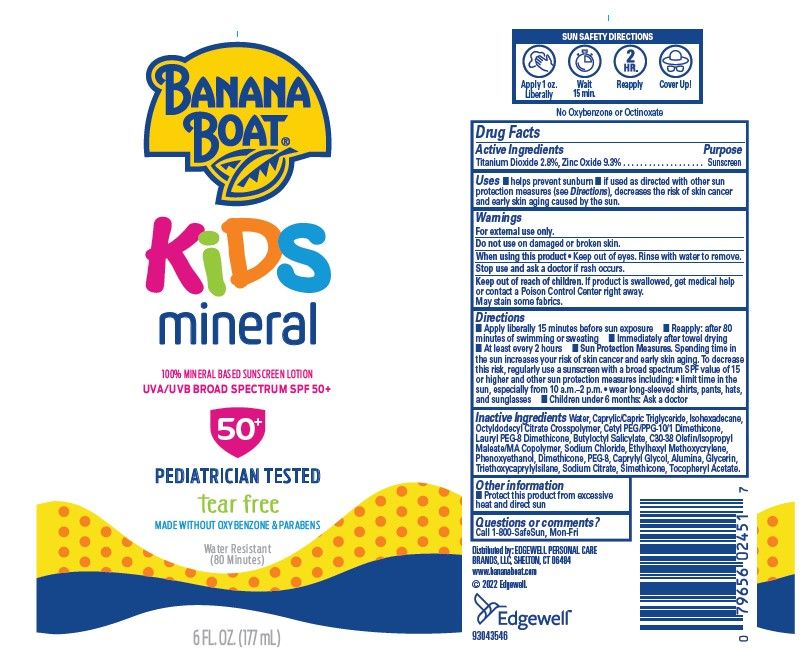 BANANA
BOAT®
KiDS
mineral
100% MINERAL BASED SUNSCREEN LOTION
UVA/UVB BROAD SPECTRUM SPF 50+
50+
PEDIATRICIAN TESTED
tear free
MADE WITHOUT OXYBENZONE & PARABENS
Water Resistant
(80 Minutes)
6 FL. OZ. (177 mL)
SUN SAFETY DIRECTIONS
2
HR.
Apply 1 oz.
Liberally
Wait
15 min.
Reapply
Cover Up!
No Oxybenzone or Octinoxate
Drug Facts
Active Ingredients Purpose
Titanium Dioxide 2.8%, Zinc Oxide 9.3% . . . . . . . . . . . . . . . . . . . Sunscreen
Uses ■ helps prevent sunburn ■ if used as directed with other sun
protection measures (see Directions), decreases the risk of skin cancer
and early skin aging caused by the sun.
Warnings
For external use only.
Do not use on damaged or broken skin.
When using this product • Keep out of eyes. Rinse with water to remove.
Stop use and ask a doctor if rash occurs.
Keep out of reach of children. If product is swallowed, get medical help
or contact a Poison Control Center right away.
May stain some fabrics.
Directions
■ Apply liberally 15 minutes before sun exposure ■ Reapply: after 80
minutes of swimming or sweating ■ Immediately after towel drying
■ At least every 2 hours ■ Sun Protection Measures. Spending time in
the sun increases your risk of skin cancer and early skin aging. To decrease
this risk, regularly use a sunscreen with a broad spectrum SPF value of 15
or higher and other sun protection measures including: • limit time in the
sun, especially from 10 a.m.–2 p.m. • wear long-sleeved shirts, pants, hats,
and sunglasses ■ Children under 6 months: Ask a doctor
Inactive Ingredients Water, Caprylic/Capric Triglyceride, Isohexadecane,
Octyldodecyl Citrate Crosspolymer, Cetyl PEG/PPG-10/1 Dimethicone,
Lauryl PEG-8 Dimethicone, Butyloctyl Salicylate, C30-38 Olefin/Isopropyl
Maleate/MA Copolymer, Sodium Chloride, Ethylhexyl Methoxycrylene,
Phenoxyethanol, Dimethicone, PEG-8, Caprylyl Glycol, Alumina, Glycerin,
Triethoxycaprylylsilane, Sodium Citrate, Simethicone, Tocopheryl Acetate.
Other information
■ Protect this product from excessive
heat and direct sun
Questions or comments?
Call 1-800-SafeSun, Mon-Fri
Distributed by: EDGEWELL PERSONAL CARE
BRANDS, LLC, SHELTON, CT 06484
www.bananaboat.com
© 2022 Edgewell.
Edgewell™
93043546
0 79656 02451 7